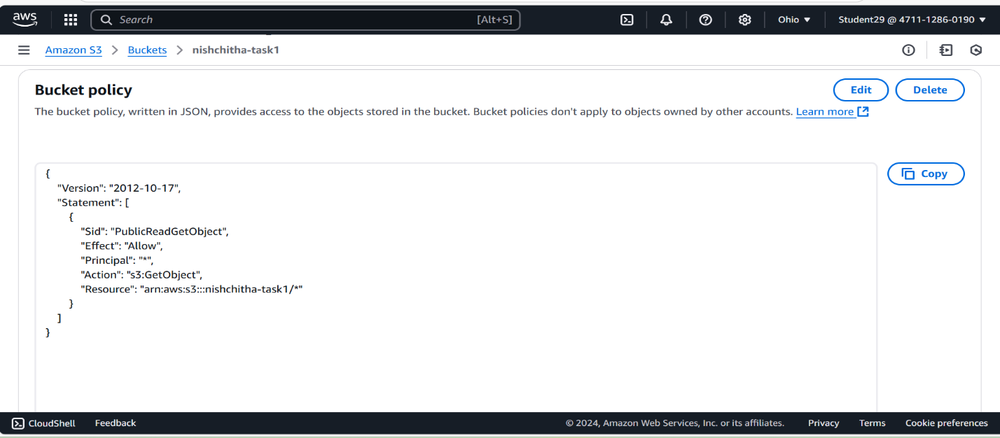 aws
Search [Alt+S] Ohio Student29 @ 4711-1286-0190
Amazon S3 > Buckets > nishchitha-task1
Bucket policy
Edit Delete
The bucket policy, written in JSON, provides access to the objects stored in the bucket. Bucket policies don't apply to objects owned by other accounts. Learn more
Copy
{
"Version": "2012-10-17",
"Statement": [
{
"Sid": "PublicReadGetObject",
"Effect": "Allow",
"Principal": "*",
"Action": "s3:GetObject",
"Resource": "arn:aws:s3:::nishchitha-task1/*"
}
]
}
CloudShell Feedback © 2024, Amazon Web Services, Inc. or its affiliates. Privacy Terms Cookie preferences